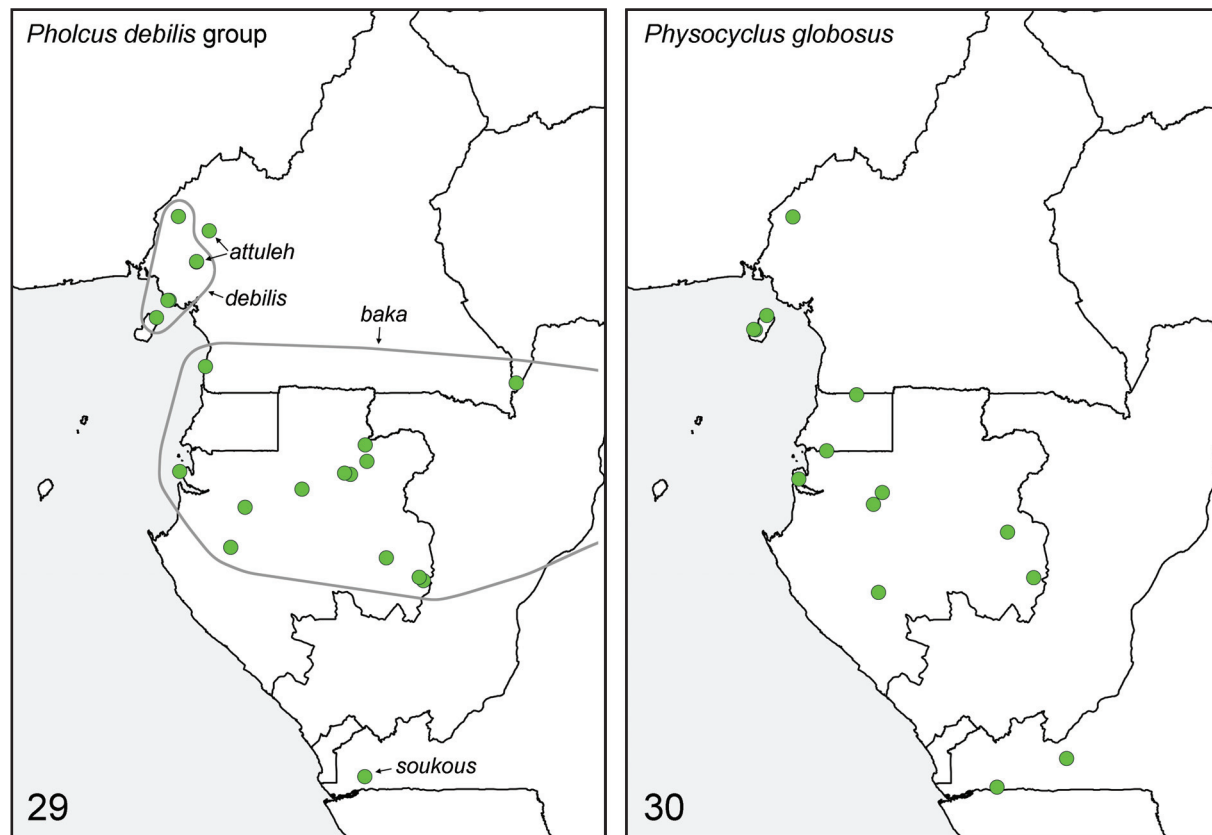 Pholcus debilis group
attuleh
debilis
baka
soukous
29
Physocyclus globosus
30